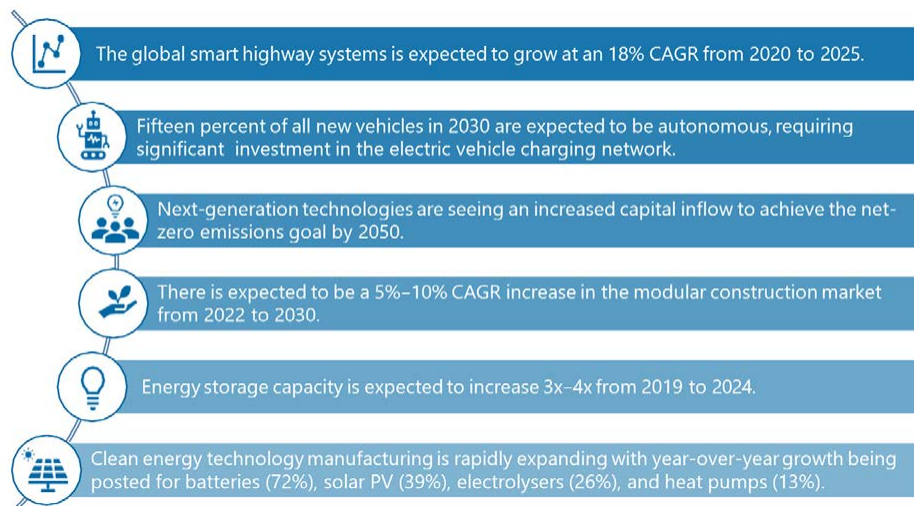 The global smart highway systems is expected to grow at an 18% CAGR from 2020 to 2025.
Fifteen percent of all new vehicles in 2030 are expected to be autonomous, requiring
significant investment in the electric vehicle charging network.
Next-generation technologies are seeing an increased capital inflow to achieve the net-
zero emissions goal by 2050.
There is expected to be a 5%–10% CAGR increase in the modular construction market
from 2022 to 2030.
Energy storage capacity is expected to increase 3x–4x from 2019 to 2024.
Clean energy technology manufacturing is rapidly expanding with year-over-year growth being
posted for batteries (72%), solar PV (39%), electrolysers (26%), and heat pumps (13%).